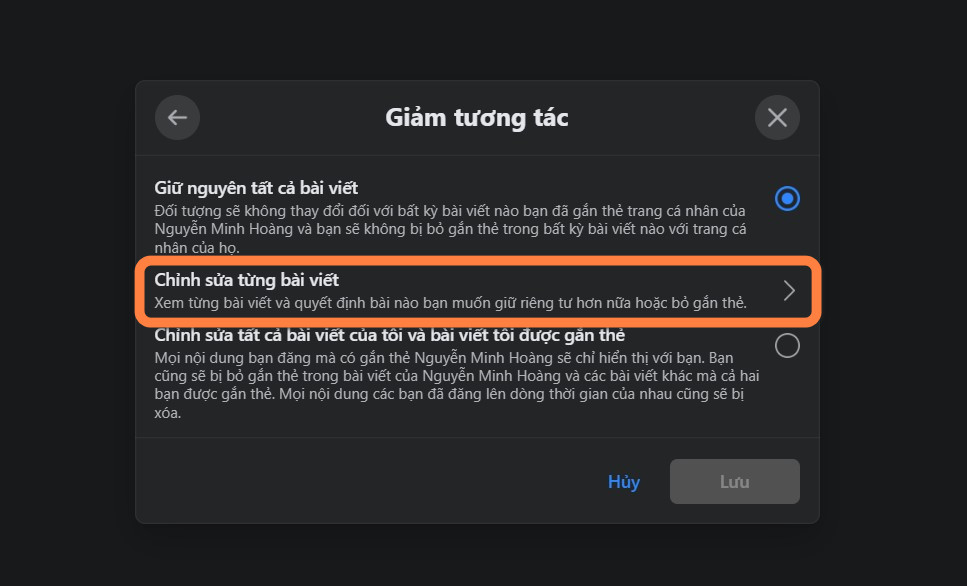 Giảm tương tác
Giữ nguyên tất cả bài viết
Đối tượng sẽ không thay đổi đối với bất kỳ bài viết nào bạn đã gắn thẻ trang cá nhân của
Nguyễn Minh Hoàng và bạn sẽ không bị bỏ gắn thẻ trong bất kỳ bài viết nào với trang cá
nhân của họ.
Chỉnh sửa từng bài viết
Xem từng bài viết và quyết định bài nào bạn muốn giữ riêng tư hơn nữa hoặc bỏ gắn thẻ.
Chỉnh sửa tất cả bài viết của tôi và bài viết tôi được gắn thẻ
Mọi nội dung bạn đăng mà có gắn thẻ Nguyễn Minh Hoàng sẽ chỉ hiển thị với bạn. Bạn
cũng sẽ bị bỏ gắn thẻ trong bài viết của Nguyễn Minh Hoàng và các bài viết khác mà cả hai
bạn được gắn thẻ. Mọi nội dung các bạn đã đăng lên dòng thời gian của nhau cũng sẽ bị
xóa.
Hủy
Lưu